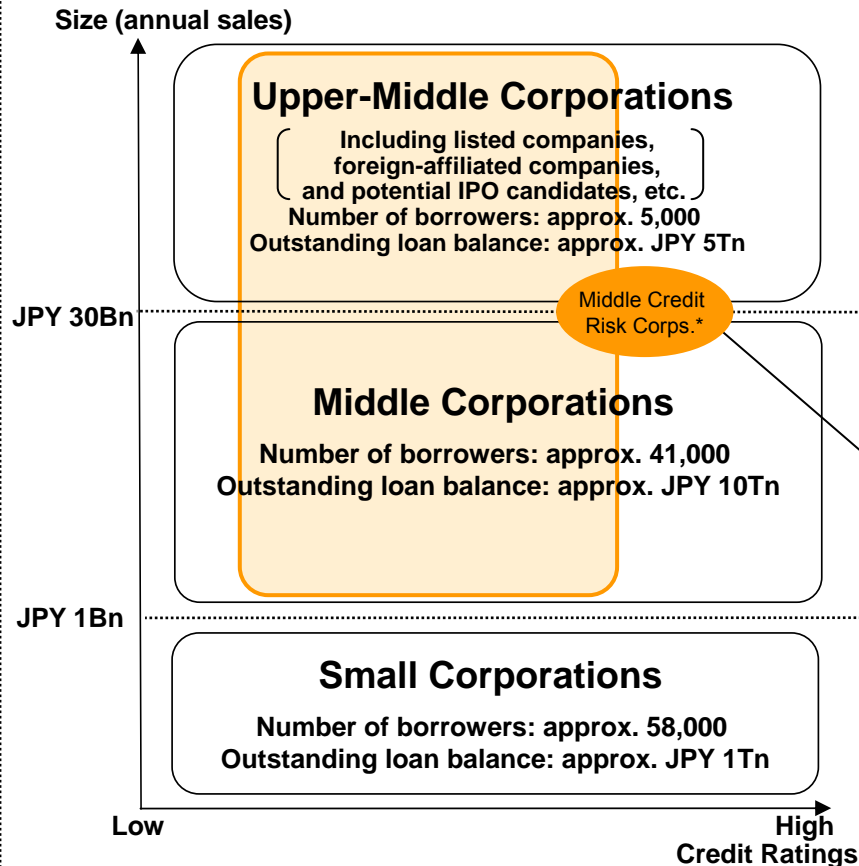 Size (annual sales)
Upper-Middle Corporations
Including listed companies,
foreign-affiliated companies,
and potential IPO candidates, etc.
Number of borrowers: approx. 5,000
Outstanding loan balance: approx. JPY 5Tn
Middle Credit
Risk Corps.*
JPY 30Bn
Middle Corporations
Number of borrowers: approx. 41,000
Outstanding loan balance: approx. JPY 10Tn
JPY 1Bn
Small Corporations
Number of borrowers: approx. 58,000
Outstanding loan balance: approx. JPY 1Tn
Low
High
Credit Ratings